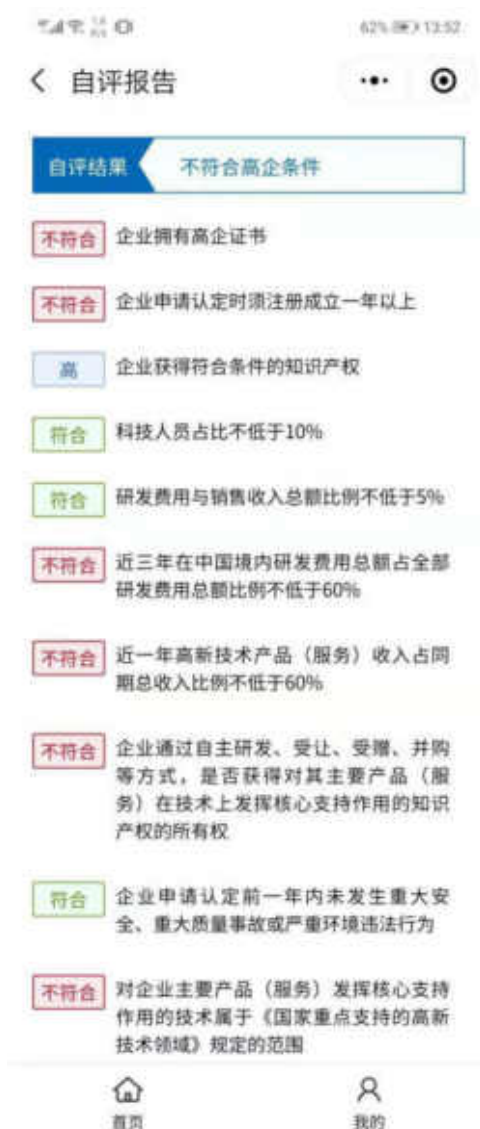 62% 13:52
自评报告
自评结果 不符合高企条件
不符合 企业拥有高企证书
不符合 企业申请认定时须注册成立一年以上
高 企业获得符合条件的知识产权
符合 科技人员占比不低于10%
符合 研发费用与销售收入总额比例不低于5%
不符合 近三年在中国境内研发费用总额占全部
研发费用总额比例不低于60%
不符合 近一年高新技术产品（服务）收入占同
期总收入比例不低于60%
不符合 企业通过自主研发、受让、受赠、并购
等方式，是否获得对其主要产品（服
务）在技术上发挥核心支持作用的知识
产权的所有权
符合 企业申请认定前一年内未发生重大安
全、重大质量事故或严重环境违法行为
不符合 对企业主要产品（服务）发挥核心支持
作用的技术属于《国家重点支持的高新
技术领域》规定的范围
首页 我的